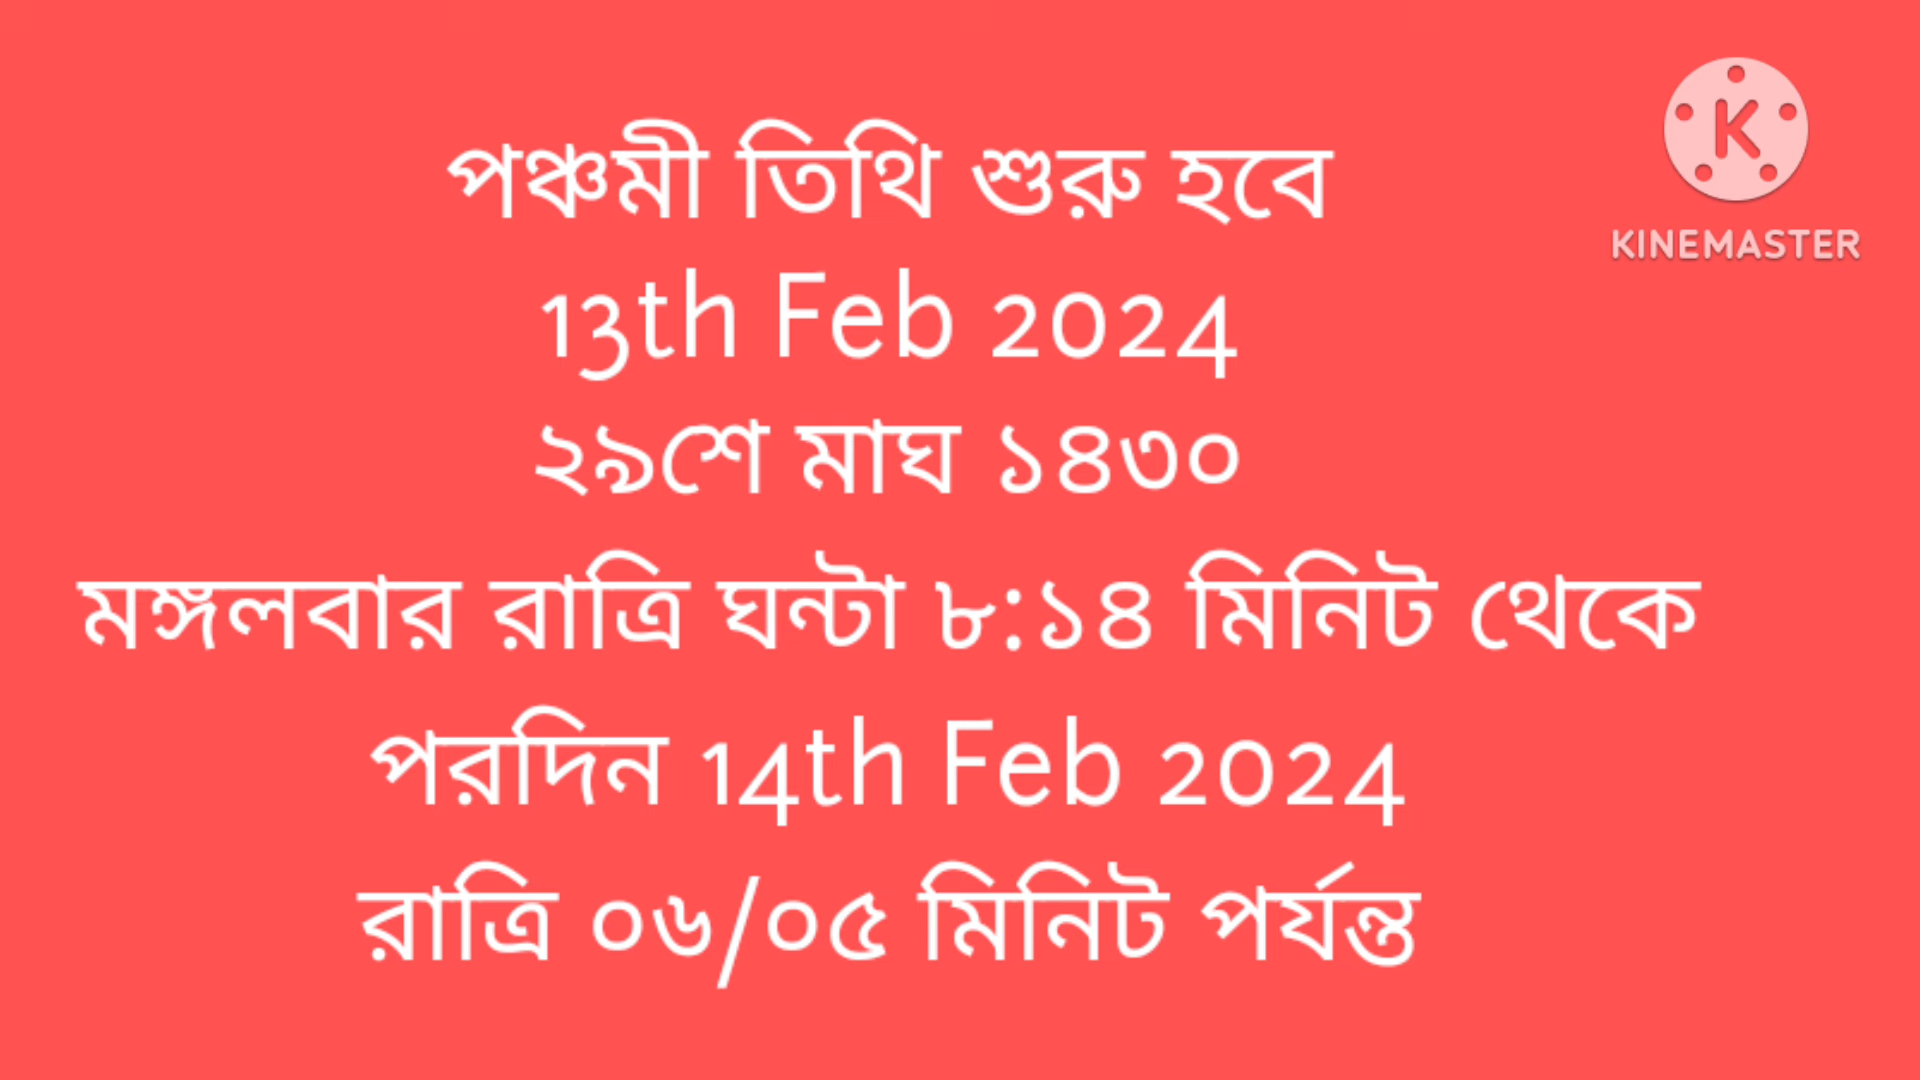 পঞ্চমী তিথি শুরু হবে
13th Feb 2024
২৯শে মাঘ ১৪৩০
মঙ্গলবার রাত্রি ঘন্টা ৮:১৪ মিনিট থেকে
পরদিন 14th Feb 2024
রাত্রি ০৬/০৫ মিনিট পর্যন্ত
K
KINEMASTER